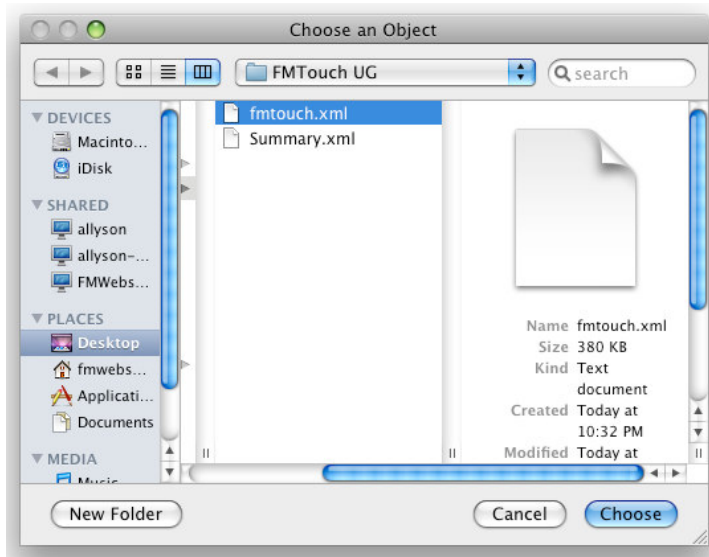 Choose an Object
FMTouch UG
search
DEVICES
Macinto...
iDisk
SHARED
allyson
allyson-...
FMWebs...
PLACES
Desktop
fmwebs...
Applicati...
Documents
MEDIA
Music
fmtouch.xml
Summary.xml
Name fmtouch.xml
Size 380 KB
Kind Text
document
Created Today at
10:32 PM
Modified Today at
New Folder
Cancel
Choose